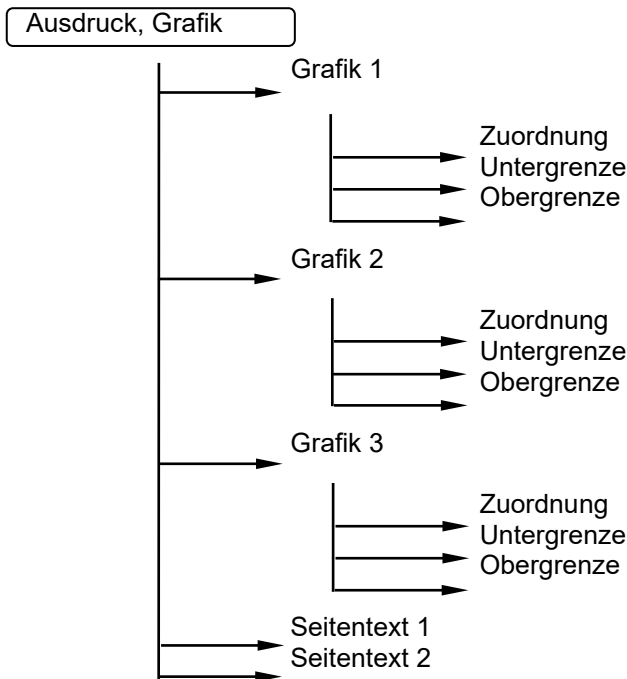 Ausdruck, Grafik
Grafik 1
Zuordnung
Untergrenze
Obergrenze
Grafik 2
Zuordnung
Untergrenze
Obergrenze
Grafik 3
Zuordnung
Untergrenze
Obergrenze
Seitentext 1
Seitentext 2